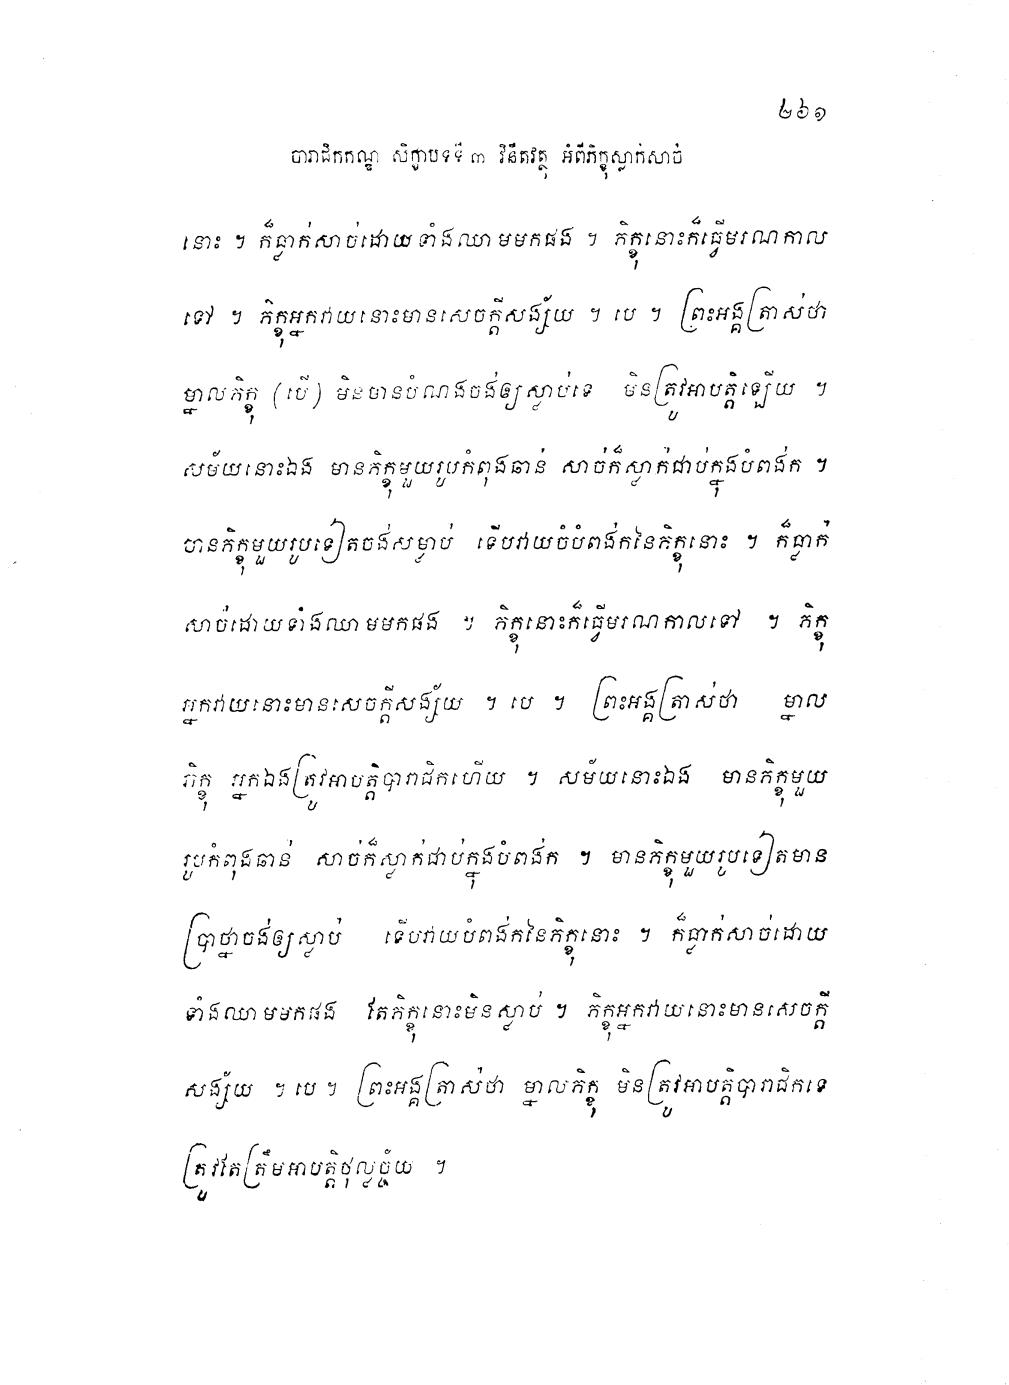 ២៦១
បារាជិកកណ្ឌ សិក្ខាបទទី ៣ វិនីតវត្ថុ អំពីភិក្ខុស្លាក់សាច់
នោះ ។ ក៏ធ្លាក់សាច់ដោយទាំងឈាមមកផង ។ ភិក្ខុនោះក៏ធ្វើមរណកាល
ទៅ ។ ភិក្ខុអ្នកវាយនោះមានសេចក្តីសង្ស័យ ។ បេ ។ ព្រះអង្គត្រាស់ថា
ម្នាលភិក្ខុ (បើ) មិនមានបំណងចង់ឲ្យស្លាប់ទេ មិនត្រូវអាបត្តិឡើយ ។
សម័យនោះឯង មានភិក្ខុមួយរូបកំពុងឆាន់ សាច់ក៏ស្លាក់ជាប់ក្នុងបំពង់ក ។
មានភិក្ខុមួយរូបទៀតចង់សម្លាប់ ទើបវាយចំបំពង់កនៃភិក្ខុនោះ ។ ក៏ធ្លាក់
សាច់ដោយទាំងឈាមមកផង ។ ភិក្ខុនោះក៏ធ្វើមរណកាលទៅ ។ ភិក្ខុ
អ្នកវាយនោះមានសេចក្តីសង្ស័យ ។ បេ ។ ព្រះអង្គត្រាស់ថា ម្នាល
ភិក្ខុ អ្នកឯងត្រូវអាបត្តិបារាជិកហើយ ។ សម័យនោះឯង មានភិក្ខុមួយ
រូបកំពុងឆាន់ សាច់ក៏ស្លាក់ជាប់ក្នុងបំពង់ក ។ មានភិក្ខុមួយរូបទៀតមាន
ប្រាថ្នាចង់ឲ្យស្លាប់ ទើបវាយបំពង់កនៃភិក្ខុនោះ ។ ក៏ធ្លាក់សាច់ដោយ
ទាំងឈាមមកផង តែភិក្ខុនោះមិនស្លាប់ ។ ភិក្ខុអ្នកវាយនោះមានសេចក្តី
សង្ស័យ ។ បេ ។ ព្រះអង្គត្រាស់ថា ម្នាលភិក្ខុ មិនត្រូវអាបត្តិបារាជិកទេ
ត្រូវតែត្រឹមអាបត្តិថុល្លច្ច័យ ។